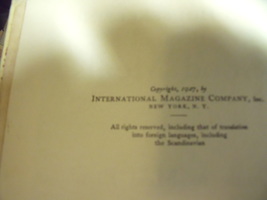 Copyright, 1927, by
INTERNATIONAL MAGAZINE COMPANY, Inc.
NEW YORK, N. Y.
All rights reserved, including that of translation
into foreign languages, including
the Scandinavian